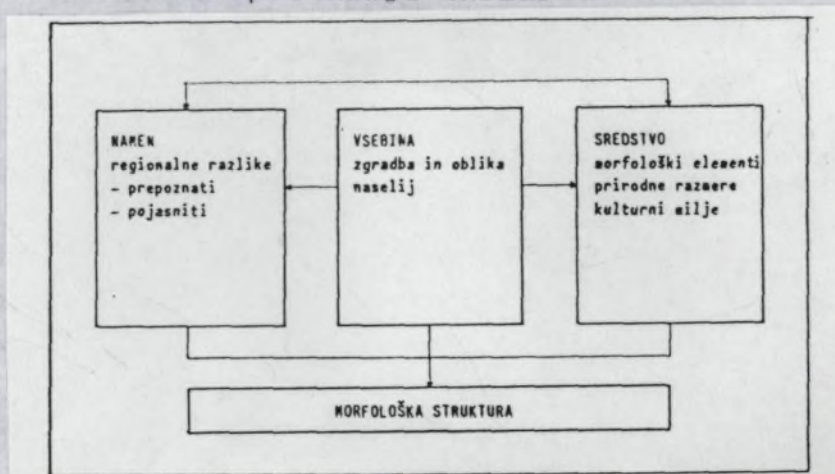 NAMEN
regionalne razlike
- prepoznati
- pojasniti
VSEBINA
zgradba in oblika
naselij
SREDSTVO
morfološki elementi
prirodne razmere
kulturni milje
MORFOLOŠKA STRUKTURA